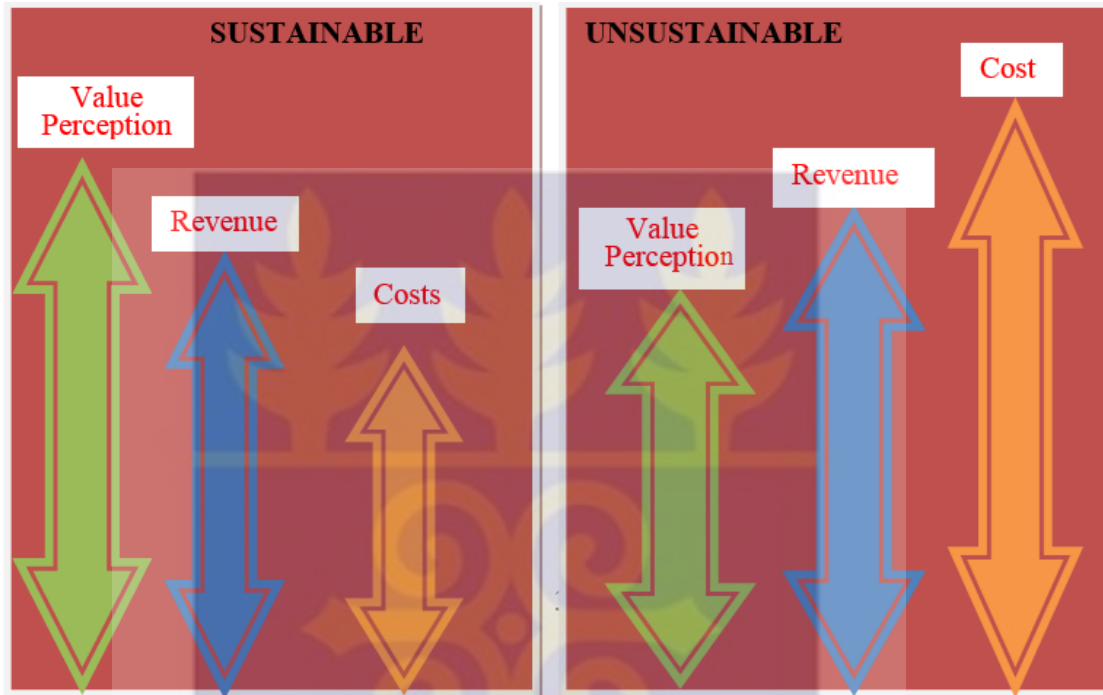 SUSTAINABLE
Value
Perception
Revenue
Costs
UNSUSTAINABLE
Cost
Revenue
Value
Perception